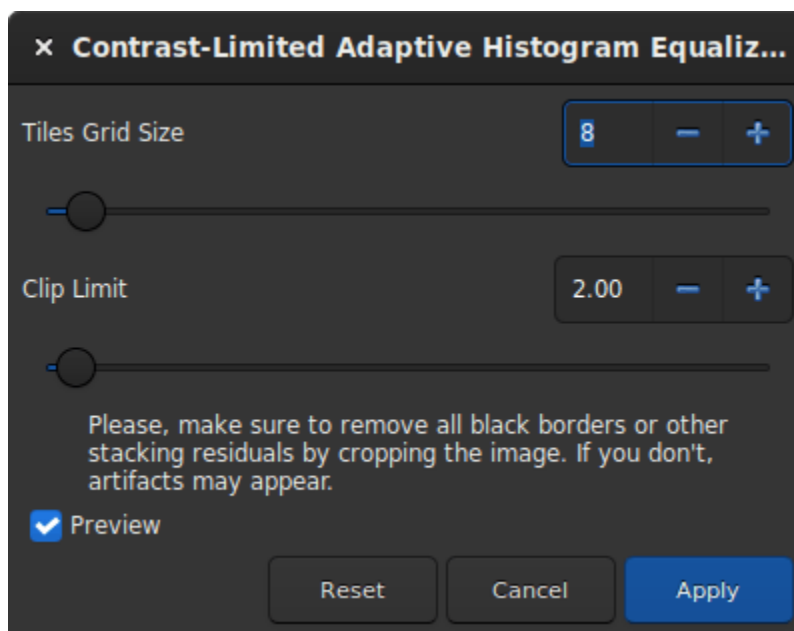 × Contrast-Limited Adaptive Histogram Equaliz...
Tiles Grid Size 8 − +
Clip Limit 2.00 − +
Please, make sure to remove all black borders or other
stacking residuals by cropping the image. If you don't,
artifacts may appear.
Preview
Reset Cancel Apply